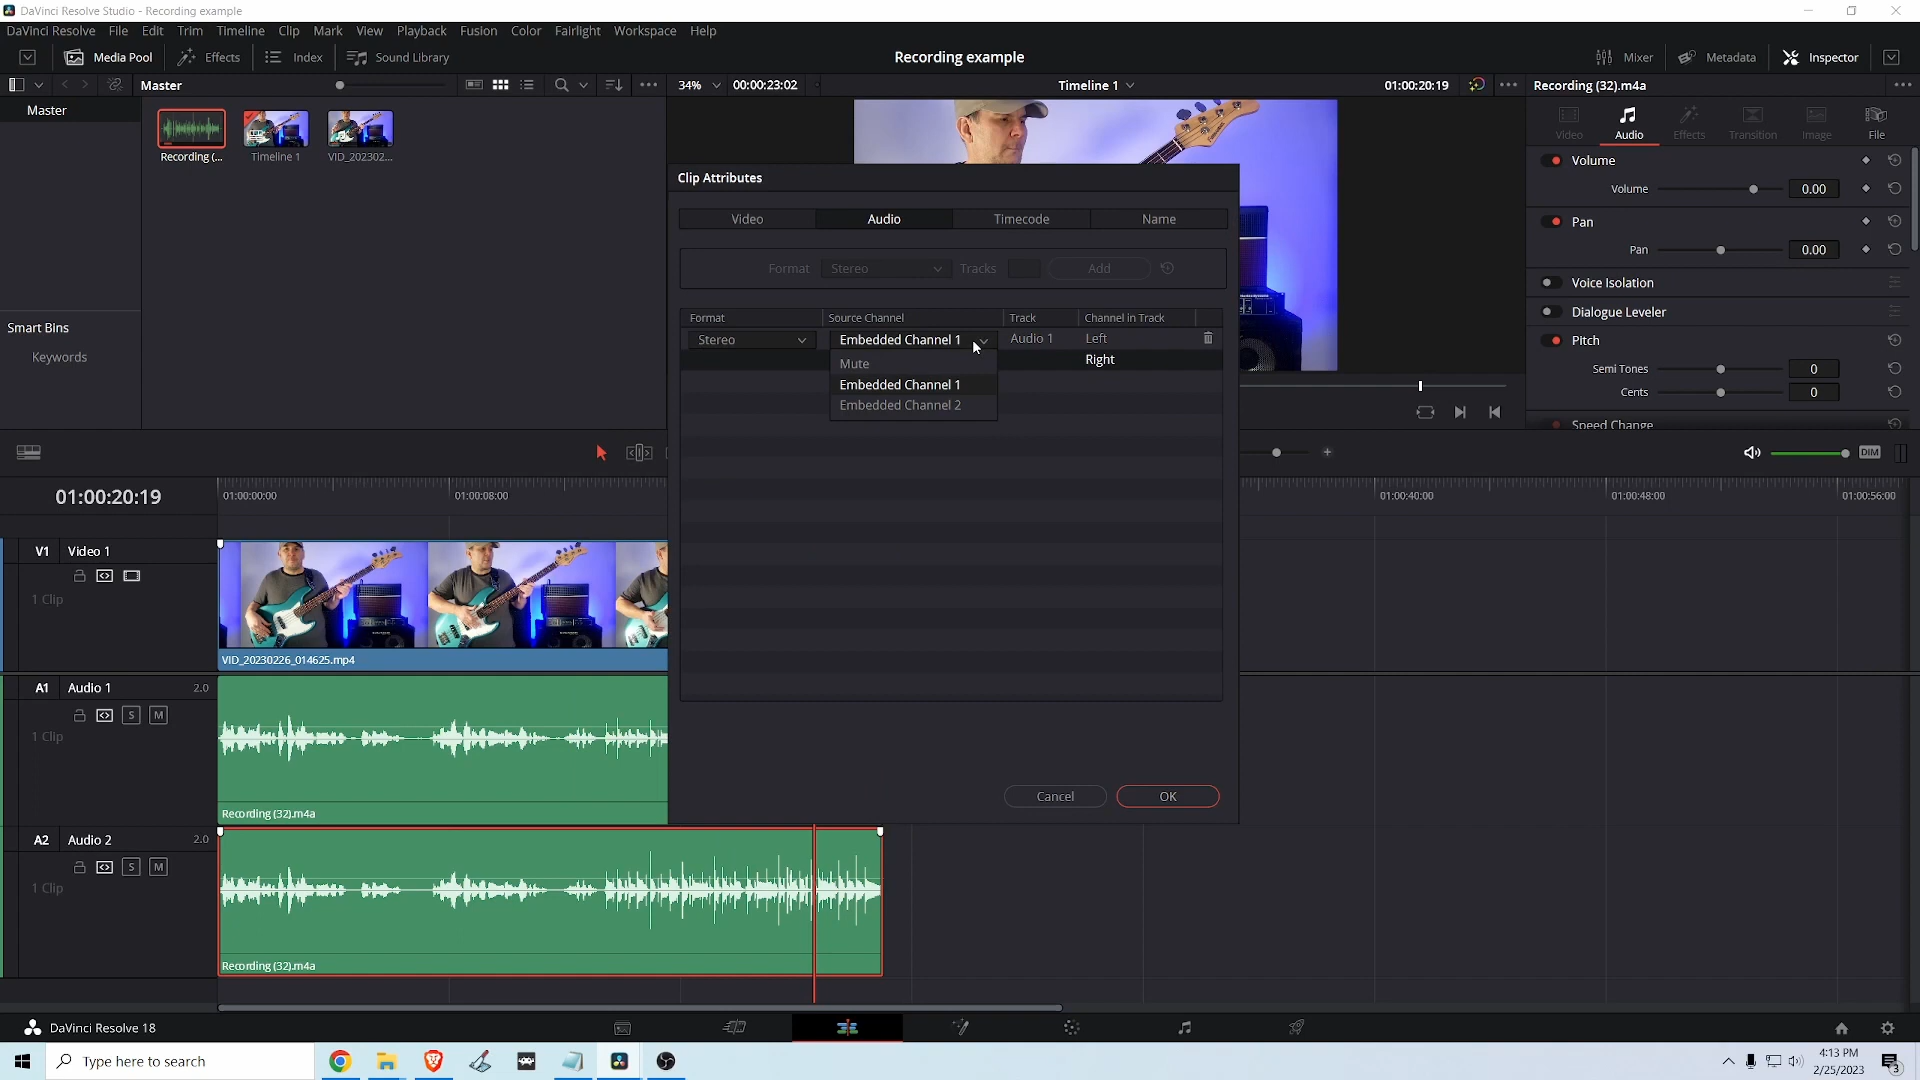 DaVinci Resolve Studio - Recording example
DaVinci Resolve File Edit Trim Timeline Clip Mark View Playback Fusion Color Fairlight Workspace Help
Media Pool Effects Index Sound Library Recording example Mixer Metadata Inspector
Master 34% 00:00:23:02 Timeline 1 01:00:20:19 Recording (32).m4a
Master
Recording (... Timeline 1 VID_202302...
Video Audio Effects Transition Image File
Volume
Volume 0.00
Pan
Pan 0.00
Voice Isolation
Dialogue Leveler
Pitch
Semi Tones 0
Cents 0
Speed Change
Smart Bins
Keywords
Clip Attributes
Video Audio Timecode Name
Format Stereo Tracks Add
Format Source Channel Track Channel in Track
Stereo Embedded Channel 1 Audio 1 Left
Mute Right
Embedded Channel 1
Embedded Channel 2
Cancel OK
DIM
01:00:20:19 01:00:00:00 01:00:08:00 01:00:40:00 01:00:48:00 01:00:56:00
V1 Video 1
1 Clip
VID_20230226_014625.mp4
A1 Audio 1 2.0
S M
1 Clip
Recording (32).m4a
A2 Audio 2 2.0
S M
1 Clip
Recording (32).m4a
DaVinci Resolve 18
Type here to search
4:13 PM
2/25/2023
3